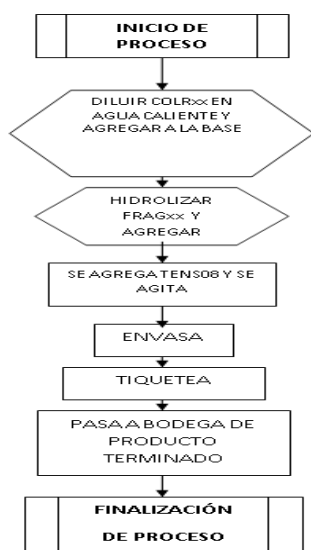 INICIO DE
PROCESO
DILUIR COLRxx EN
AGUA CALIENTE Y
AGREGAR A LA BASE
HIDROLIZAR
FRAGxx Y
AGREGAR
SE AGREGA TENS08 Y SE
AGITA
ENVASA
TIQUETEA
PASA A BODEGA DE
PRODUCTO
TERMINADO
FINALIZACIÓN
DE PROCESO